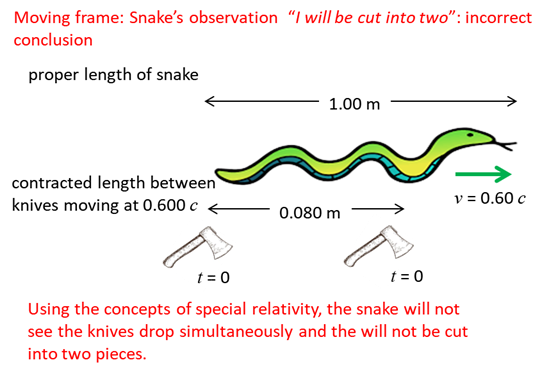 Moving frame: Snake’s observation “I will be cut into two”: incorrect
conclusion
proper length of snake
1.00 m
contracted length between
knives moving at 0.600 c
0.080 m
v = 0.60 c
t = 0
t = 0
Using the concepts of special relativity, the snake will not
see the knives drop simultaneously and the will not be cut
into two pieces.